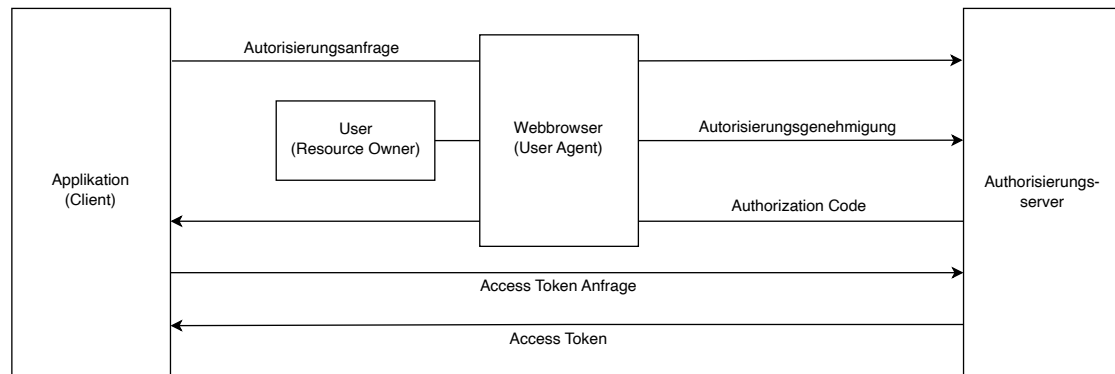 Autorisierungsanfrage
User
(Resource Owner)
Webbrowser
(User Agent)
Autorisierungsgenehmigung
Applikation
(Client)
Authorisierungs-
server
Authorization Code
Access Token Anfrage
Access Token